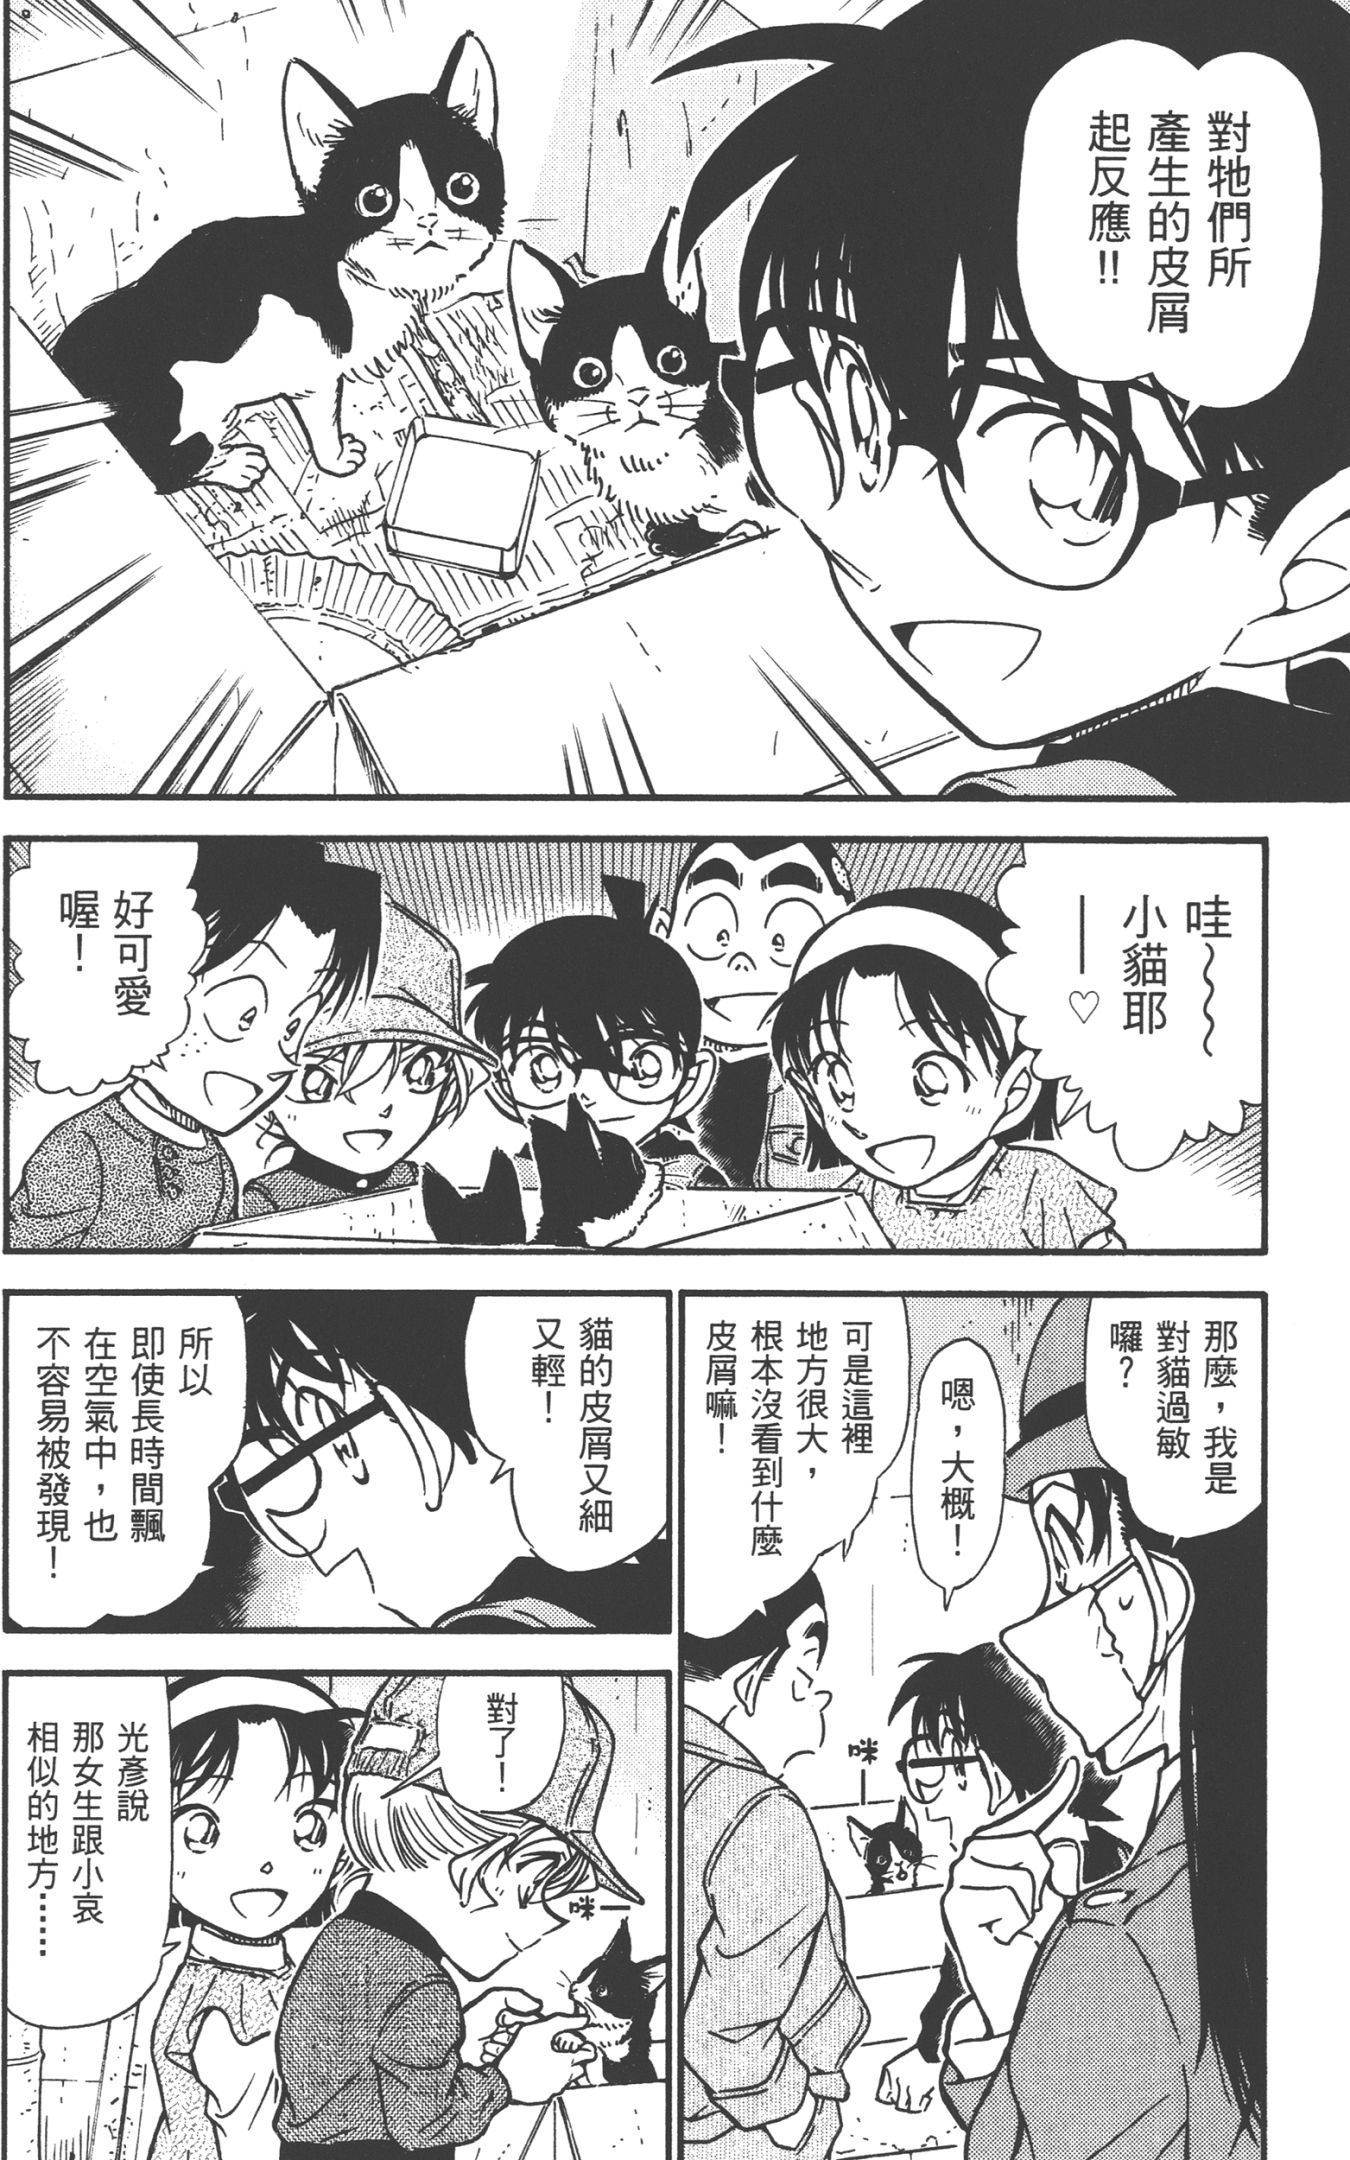 對牠們所
產生的皮屑
起反應!!
哇～～
小貓耶
——♡
好可愛
喔！
那麼，我是
對貓過敏
囉？
嗯，大概！
可是這裡
地方很大，
根本沒看到什麼
皮屑嘛！
咪—
貓的皮屑又細
又輕！
所以
即使長時間飄
在空氣中，也
不容易被發現！
對了！
咪—
光彥說
那女生跟小哀
相似的地方……